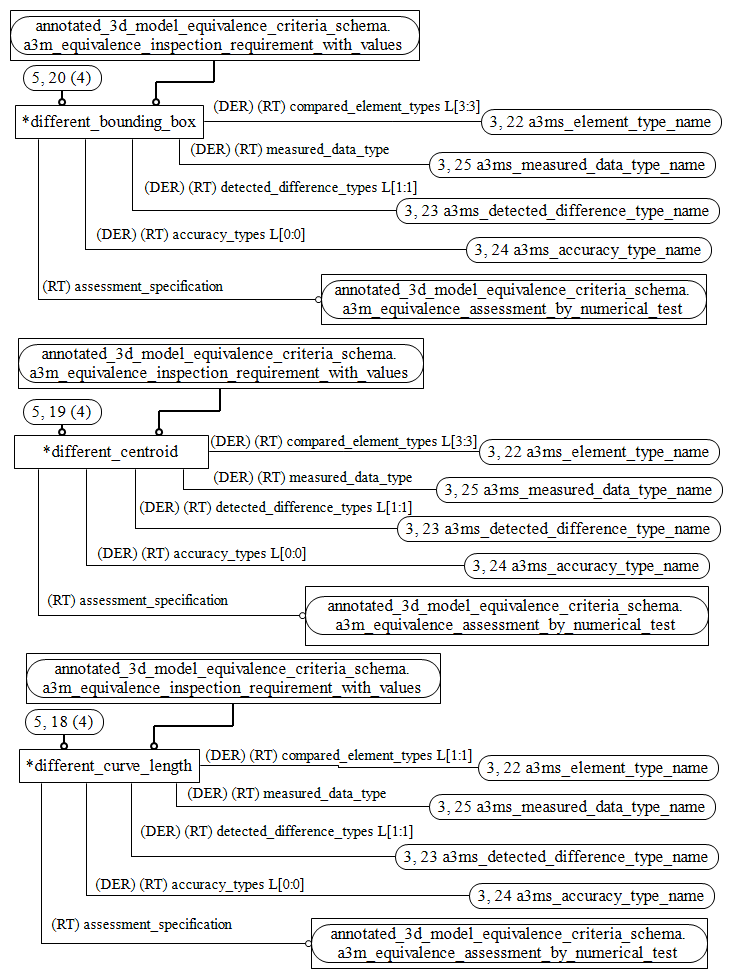 annotated_3d_model_equivalence_criteria_schema.
a3m_equivalence_inspection_requirement_with_values
5, 20 (4)
*different_bounding_box
(DER) (RT) compared_element_types L[3:3]
3, 22 a3ms_element_type_name
(DER) (RT) measured_data_type
3, 25 a3ms_measured_data_type_name
(DER) (RT) detected_difference_types L[1:1]
3, 23 a3ms_detected_difference_type_name
(DER) (RT) accuracy_types L[0:0]
3, 24 a3ms_accuracy_type_name
(RT) assessment_specification
annotated_3d_model_equivalence_criteria_schema.
a3m_equivalence_assessment_by_numerical_test
annotated_3d_model_equivalence_criteria_schema.
a3m_equivalence_inspection_requirement_with_values
5, 19 (4)
*different_centroid
(DER) (RT) compared_element_types L[3:3]
3, 22 a3ms_element_type_name
(DER) (RT) measured_data_type
3, 25 a3ms_measured_data_type_name
(DER) (RT) detected_difference_types L[1:1]
3, 23 a3ms_detected_difference_type_name
(DER) (RT) accuracy_types L[0:0]
3, 24 a3ms_accuracy_type_name
(RT) assessment_specification
annotated_3d_model_equivalence_criteria_schema.
a3m_equivalence_assessment_by_numerical_test
annotated_3d_model_equivalence_criteria_schema.
a3m_equivalence_inspection_requirement_with_values
5, 18 (4)
*different_curve_length
(DER) (RT) compared_element_types L[1:1]
3, 22 a3ms_element_type_name
(DER) (RT) measured_data_type
3, 25 a3ms_measured_data_type_name
(DER) (RT) detected_difference_types L[1:1]
3, 23 a3ms_detected_difference_type_name
(DER) (RT) accuracy_types L[0:0]
3, 24 a3ms_accuracy_type_name
(RT) assessment_specification
annotated_3d_model_equivalence_criteria_schema.
a3m_equivalence_assessment_by_numerical_test